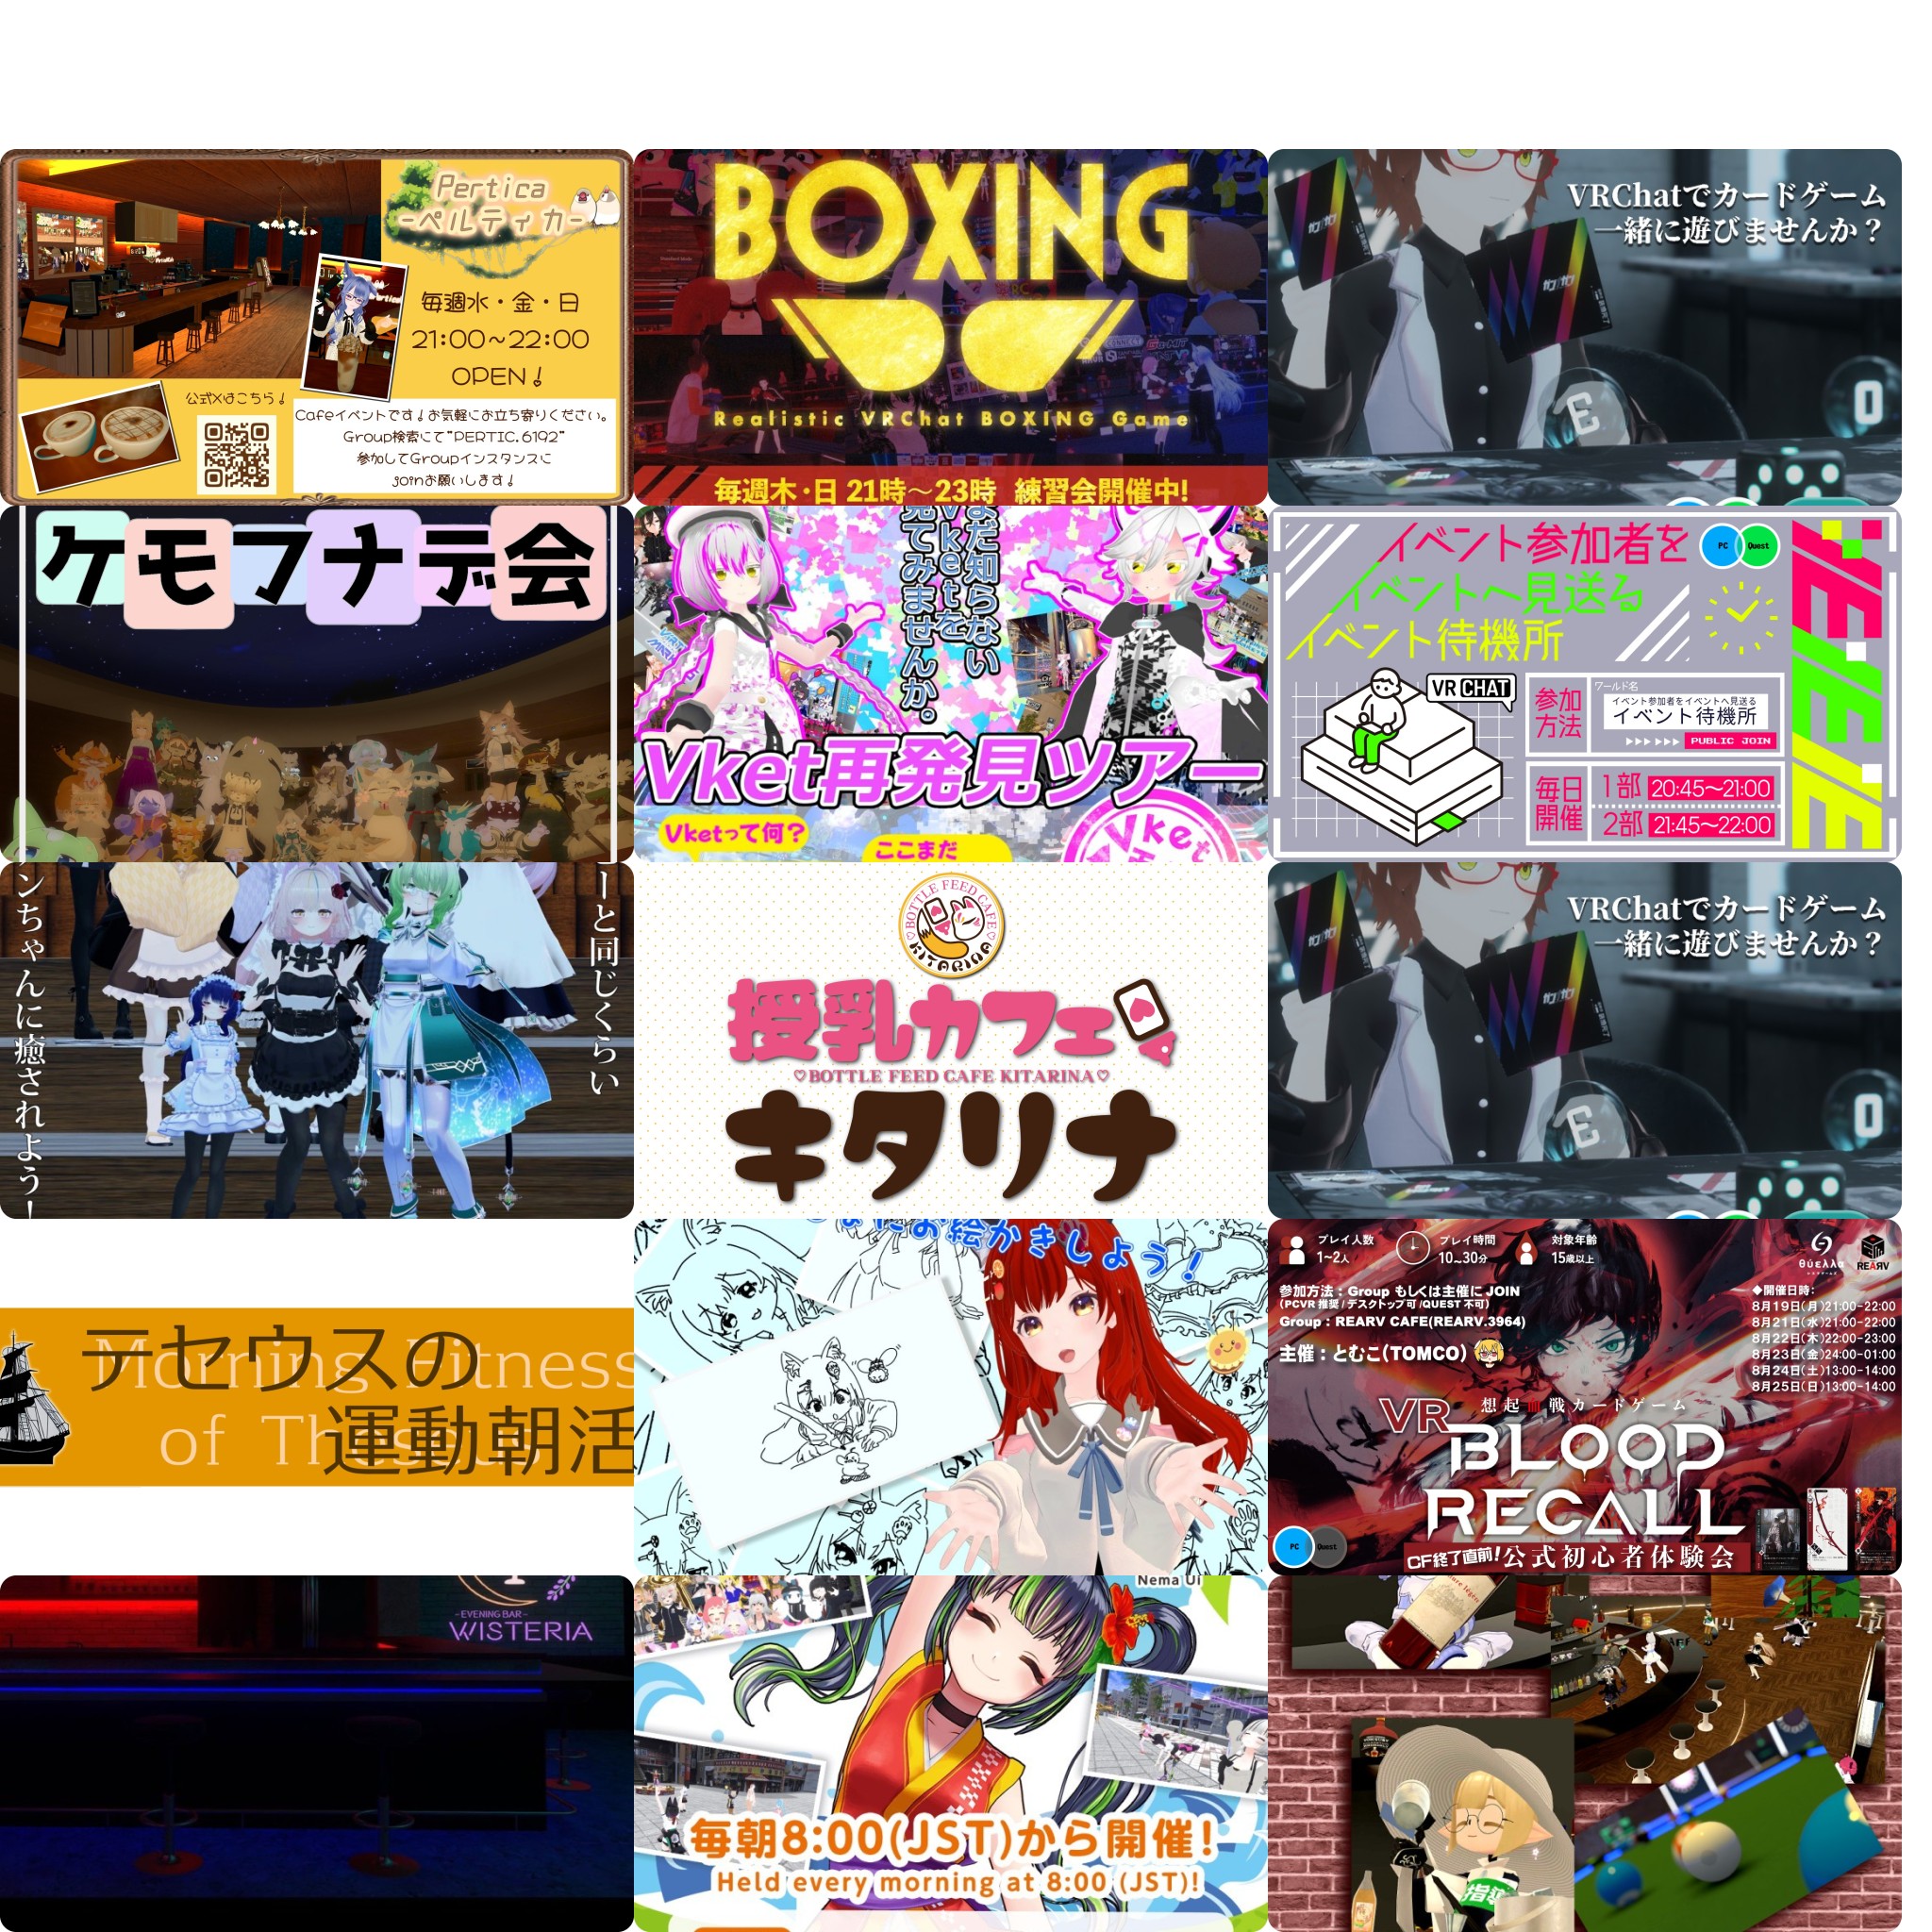 Pertica
-ペルティカ-
毎週水・金・日
21:00~22:00
OPEN!
公式Xはこちら!
Cafeイベントです!お気軽にお立ち寄りください。
Group検索にて"PERTIC.6192"
参加してGroupインスタンスに
joinお願いします!
BOXING
Realistic VRChat BOXING Game
毎週木・日 21時～23時 練習会開催中!
VRChatでカードゲーム
一緒に遊びませんか？
ケモフナデ会
まだ知らない
Vketを
見てみませんか。
Vket再発見ツアー
Vketって何？
ここまだ
Vket
イベント参加者を
イベントへ見送る
イベント待機所
PC
Quest
VR CHAT
参加
方法
ワールド名
イベント参加者をイベントへ見送る
イベント待機所
PUBLIC JOIN
毎日
開催
1部 20:45～21:00
2部 21:45～22:00
ーと同じくらい
ンちゃんに癒されよう！
BOTTLE FEED CAFE
KITARINA
授乳カフェ
♡BOTTLE FEED CAFE KITARINA♡
キタリナ
VRChatでカードゲーム
一緒に遊びませんか？
テセウスの
運動朝活
Morning Fitness
of Theseus
お絵かきしよう!
プレイ人数
1~2人
プレイ時間
10~30分
対象年齢
15歳以上
REARV
参加方法：Group もしくは主催に JOIN
(PCVR 推奨 / デスクトップ可 /QUEST 不可)
Group : REARV CAFE(REARV.3964)
主催：とむこ(TOMCO)
◆開催日時:
8月19日(月)21:00-22:00
8月21日(水)21:00-22:00
8月22日(木)22:00-23:00
8月23日(金)24:00-01:00
8月24日(土)13:00-14:00
8月25日(日)13:00-14:00
想起血戦カードゲーム
VR
BLOOD
RECALL
PC
Quest
CF終了直前!公式初心者体験会
-EVENING BAR-
WISTERIA
Nema Ui
毎朝8:00(JST)から開催!
Held every morning at 8:00 (JST)!
指導